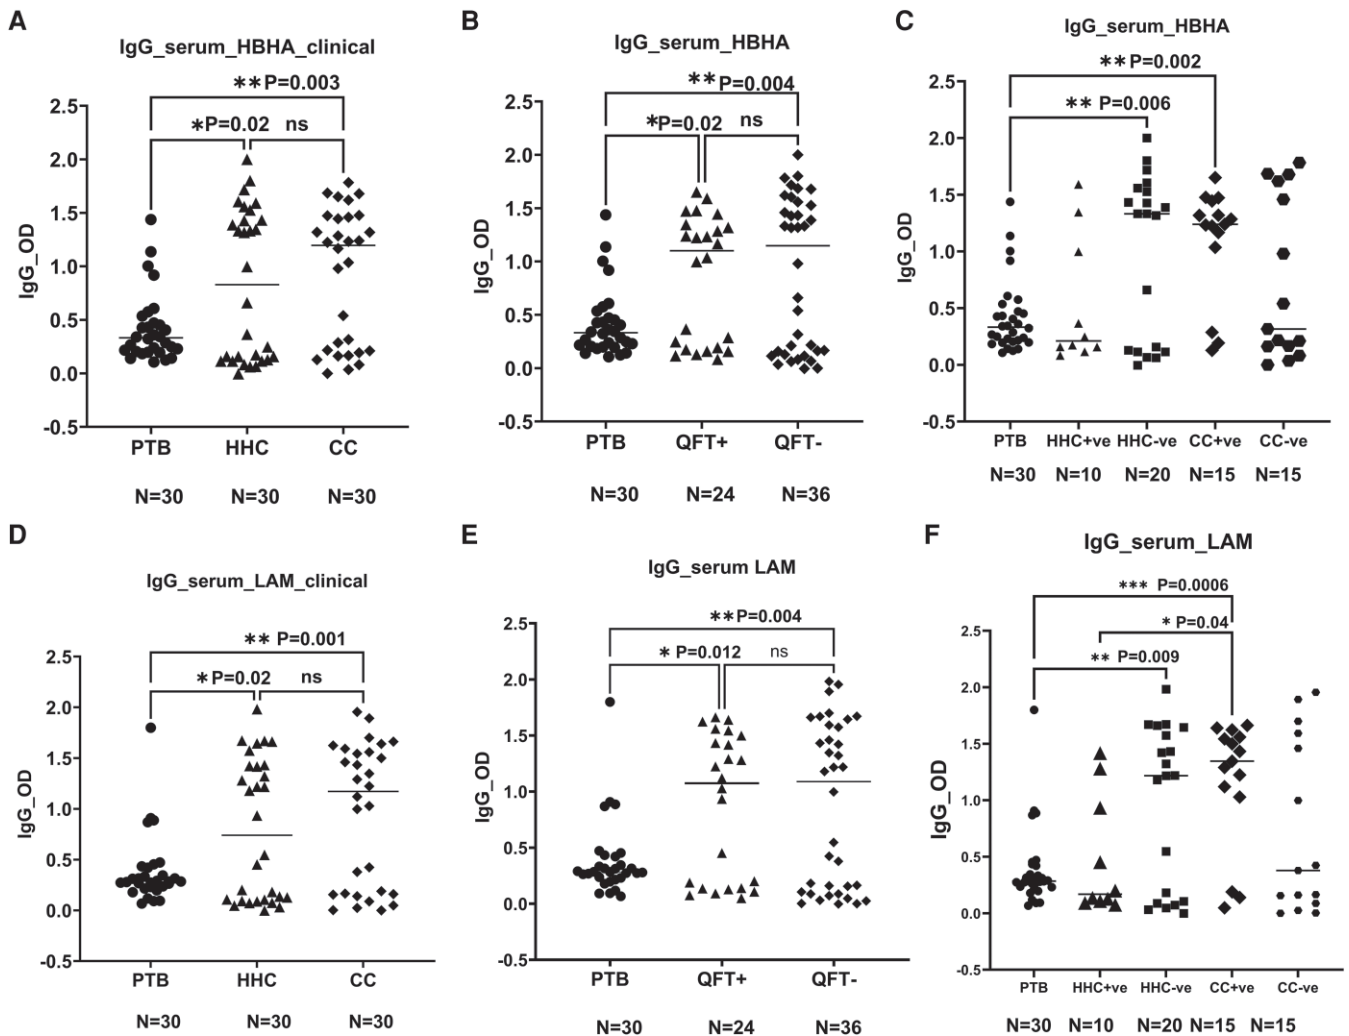 A
IgG_serum_HBHA_clinical
**P=0.003
*P=0.02 ns
2.5
2.0
1.5
1.0
0.5
0.0
-0.5
IgG_OD
PTB HHC CC
N=30 N=30 N=30
B
IgG_serum_HBHA
**P=0.004
*P=0.02 ns
2.5
2.0
1.5
1.0
0.5
0.0
-0.5
IgG_OD
PTB QFT+ QFT-
N=30 N=24 N=36
C
IgG_serum_HBHA
**P=0.002
** P=0.006
2.5
2.0
1.5
1.0
0.5
0.0
-0.5
IgG_OD
PTB HHC+ve HHC-ve CC+ve CC-ve
N=30 N=10 N=20 N=15 N=15
D
IgG_serum_LAM_clinical
** P=0.001
*P=0.02 ns
2.5
2.0
1.5
1.0
0.5
0.0
-0.5
IgG_OD
PTB HHC CC
N=30 N=30 N=30
E
IgG_serum LAM
**P=0.004
* P=0.012 ns
2.5
2.0
1.5
1.0
0.5
0.0
-0.5
IgG_OD
PTB QFT+ QFT-
N=30 N=24 N=36
F
IgG_serum_LAM
*** P=0.0006
* P=0.04
** P=0.009
2.5
2.0
1.5
1.0
0.5
0.0
-0.5
IgG_OD
PTB HHC+ve HHC-ve CC+ve CC-ve
N=30 N=10 N=20 N=15 N=15